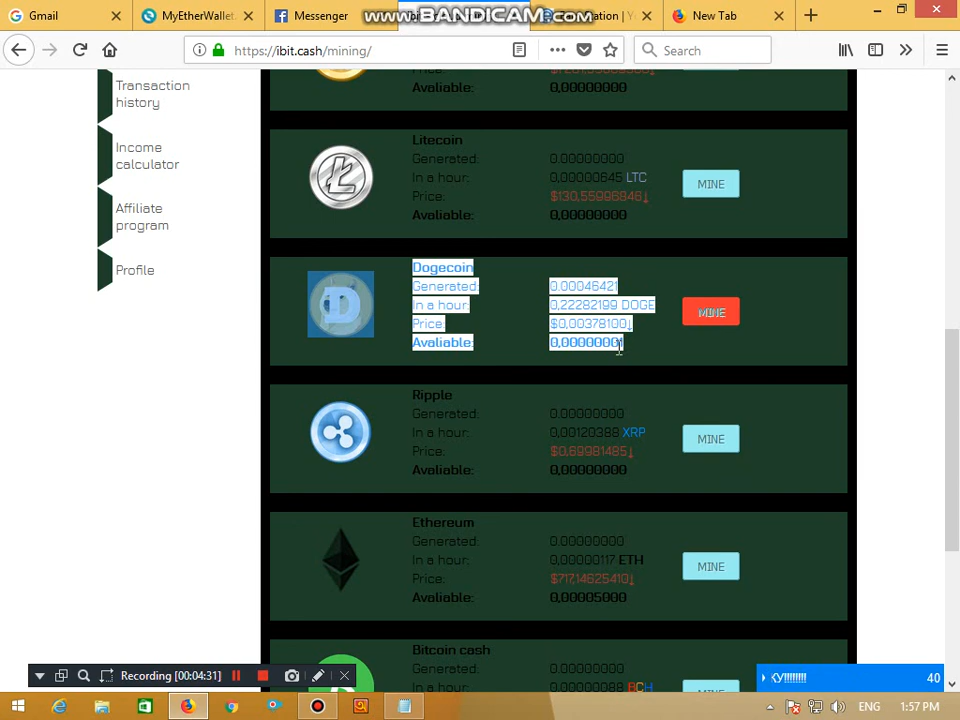 Gmail
MyEtherWallet.
Messenger
WWW.BANDICAM.COM
New Tab
https://ibit.cash/mining/
Search
Transaction
history
Income
calculator
Affiliate
program
Profile
Price:
Avaliable: 0,00000000
Litecoin
Generated: 0.00000000
In a hour: 0,00000645 LTC
Price: $130,55996846↓
Avaliable: 0,00000000
MINE
Dogecoin
Generated: 0.00046421
In a hour: 0,22282199 DOGE
Price: $0,00378100↓
Avaliable: 0,00000001
MINE
Ripple
Generated: 0.00000000
In a hour: 0,00120388 XRP
Price: $0,69981485↓
Avaliable: 0,00000000
MINE
Ethereum
Generated: 0.00000000
In a hour: 0,00000117 ETH
Price: $717,14625410↓
Avaliable: 0,00005000
MINE
Bitcoin cash
Generated: 0.00000000
In a hour: 0,00000088 BCH
MINE
Recording [00:04:31]
ҚУ!!!!!!!! 40
ENG 1:57 PM